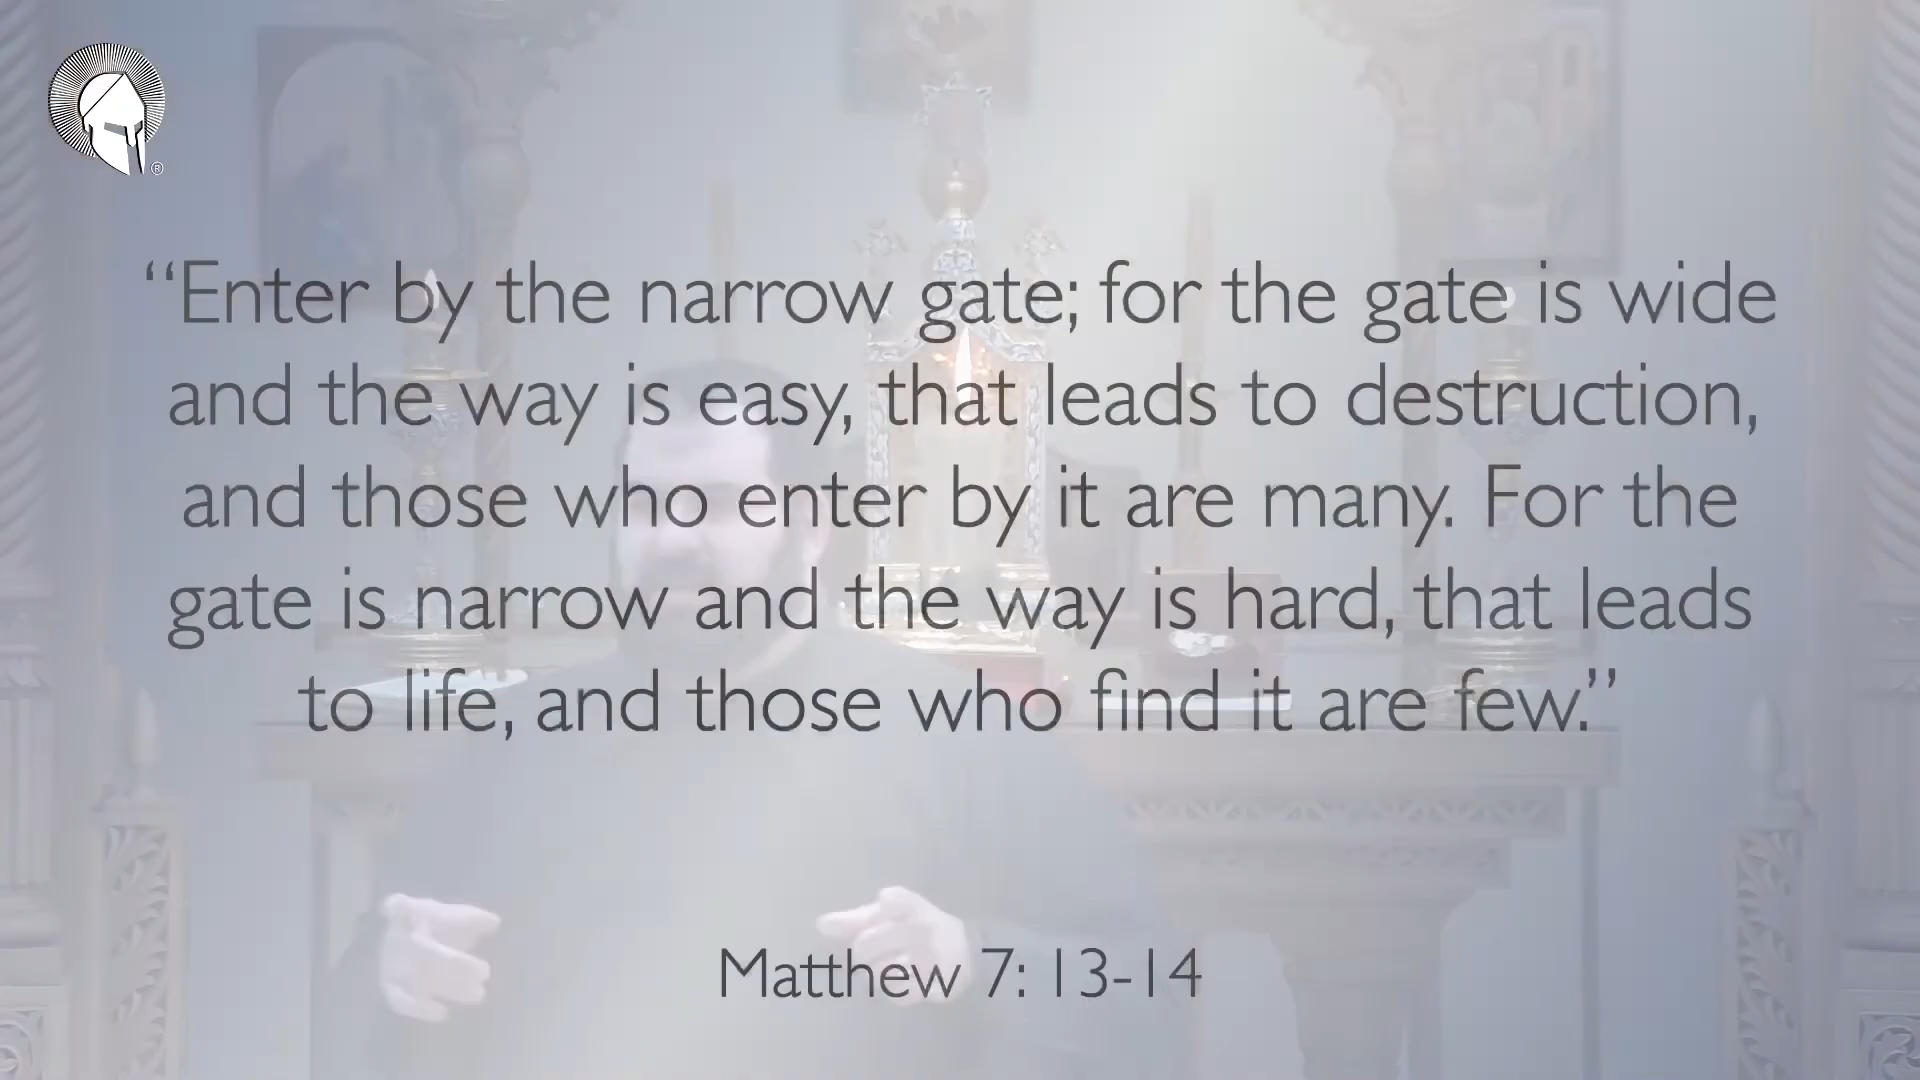 ®
“Enter by the narrow gate; for the gate is wide
and the way is easy, that leads to destruction,
and those who enter by it are many. For the
gate is narrow and the way is hard, that leads
to life, and those who find it are few.”
Matthew 7: 13-14